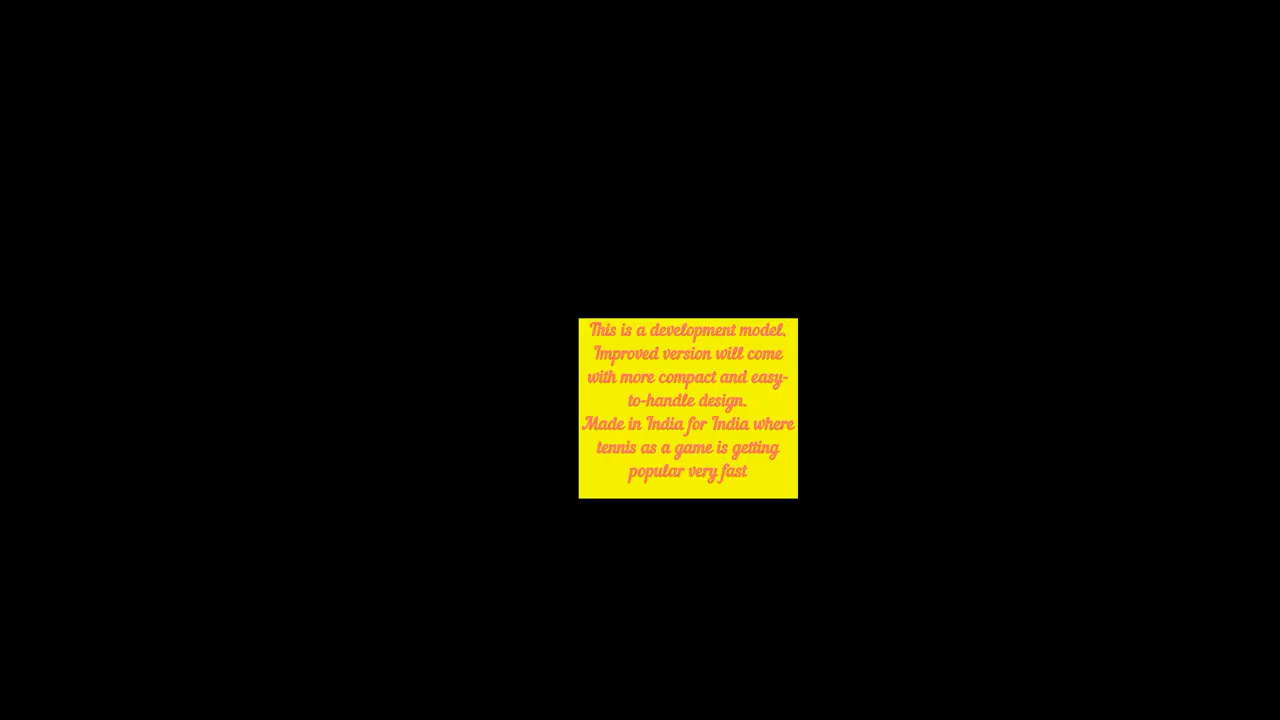 This is a development model.
Improved version will come
with more compact and easy-
to-handle design.
Made in India for India where
tennis as a game is getting
popular very fast